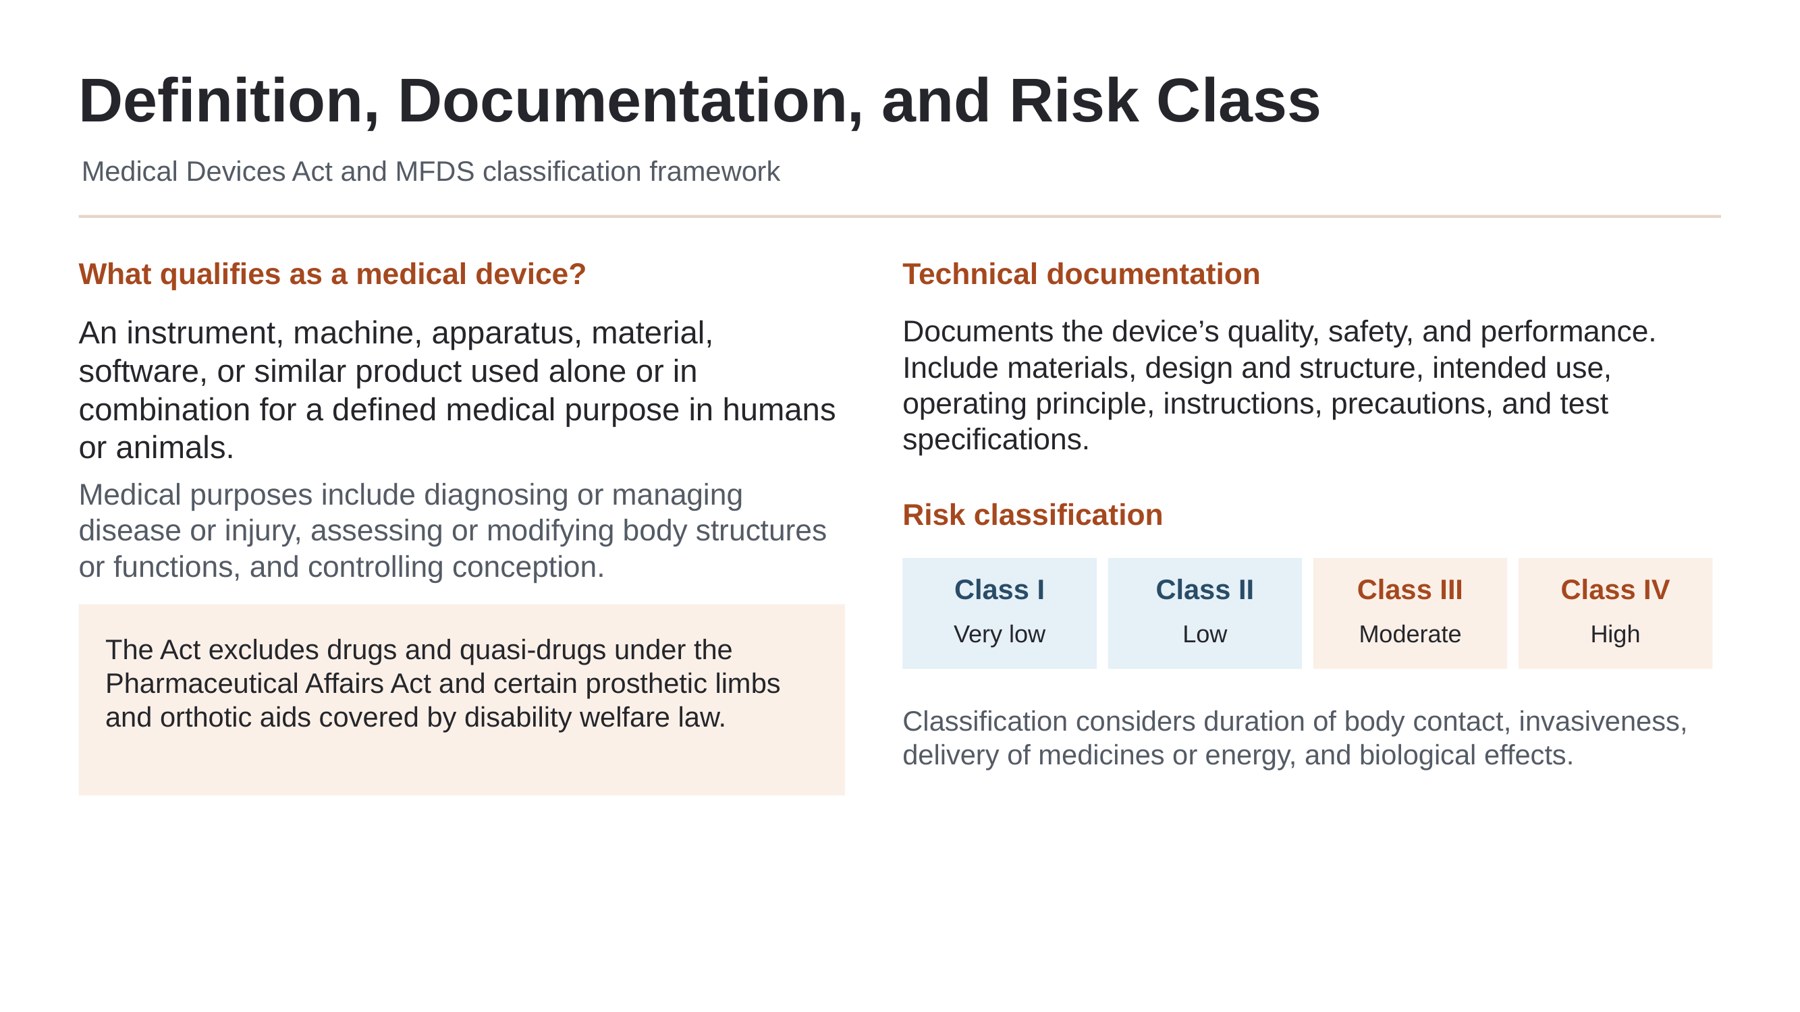 Definition, Documentation, and Risk Class
Medical Devices Act and MFDS classification framework
What qualifies as a medical device?
An instrument, machine, apparatus, material,
software, or similar product used alone or in
combination for a defined medical purpose in humans
or animals.
Medical purposes include diagnosing or managing
disease or injury, assessing or modifying body structures
or functions, and controlling conception.
The Act excludes drugs and quasi-drugs under the
Pharmaceutical Affairs Act and certain prosthetic limbs
and orthotic aids covered by disability welfare law.
Technical documentation
Documents the device’s quality, safety, and performance.
Include materials, design and structure, intended use,
operating principle, instructions, precautions, and test
specifications.
Risk classification
Class I
Very low
Class II
Low
Class III
Moderate
Class IV
High
Classification considers duration of body contact, invasiveness,
delivery of medicines or energy, and biological effects.